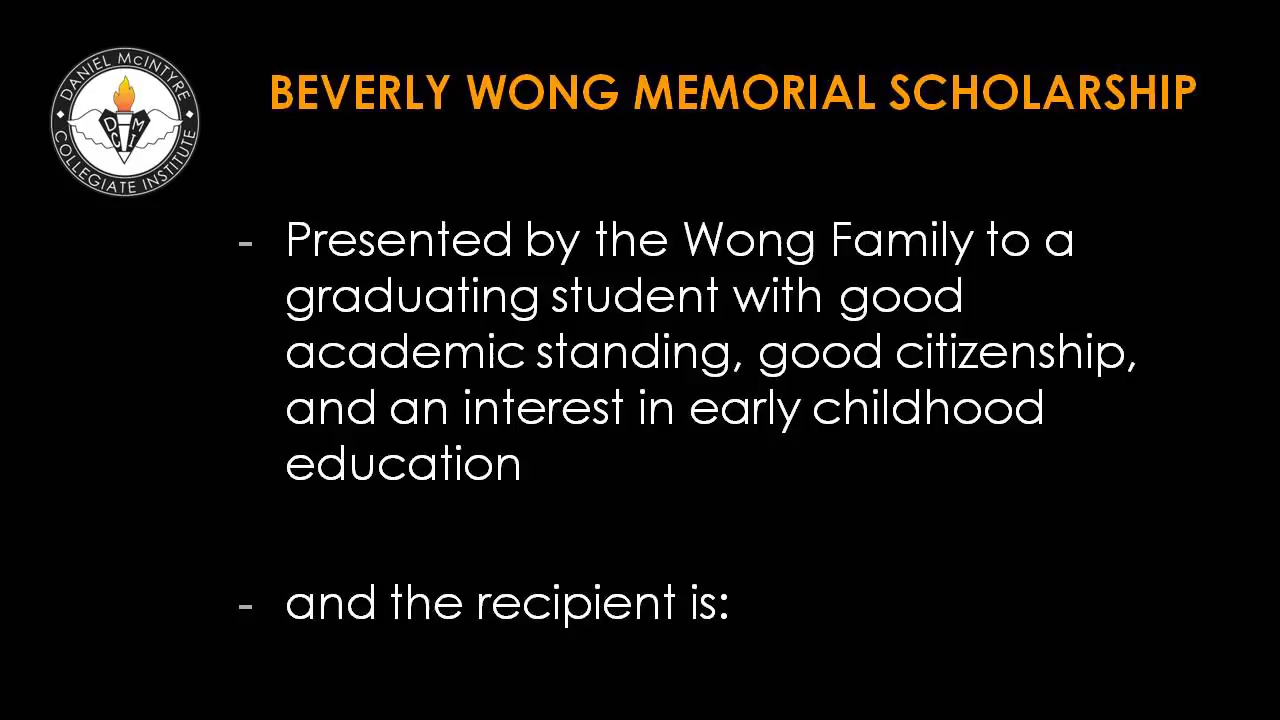 DANIEL McINTYRE
COLLEGIATE INSTITUTE
D M
C I
BEVERLY WONG MEMORIAL SCHOLARSHIP
- Presented by the Wong Family to a
graduating student with good
academic standing, good citizenship,
and an interest in early childhood
education
- and the recipient is: